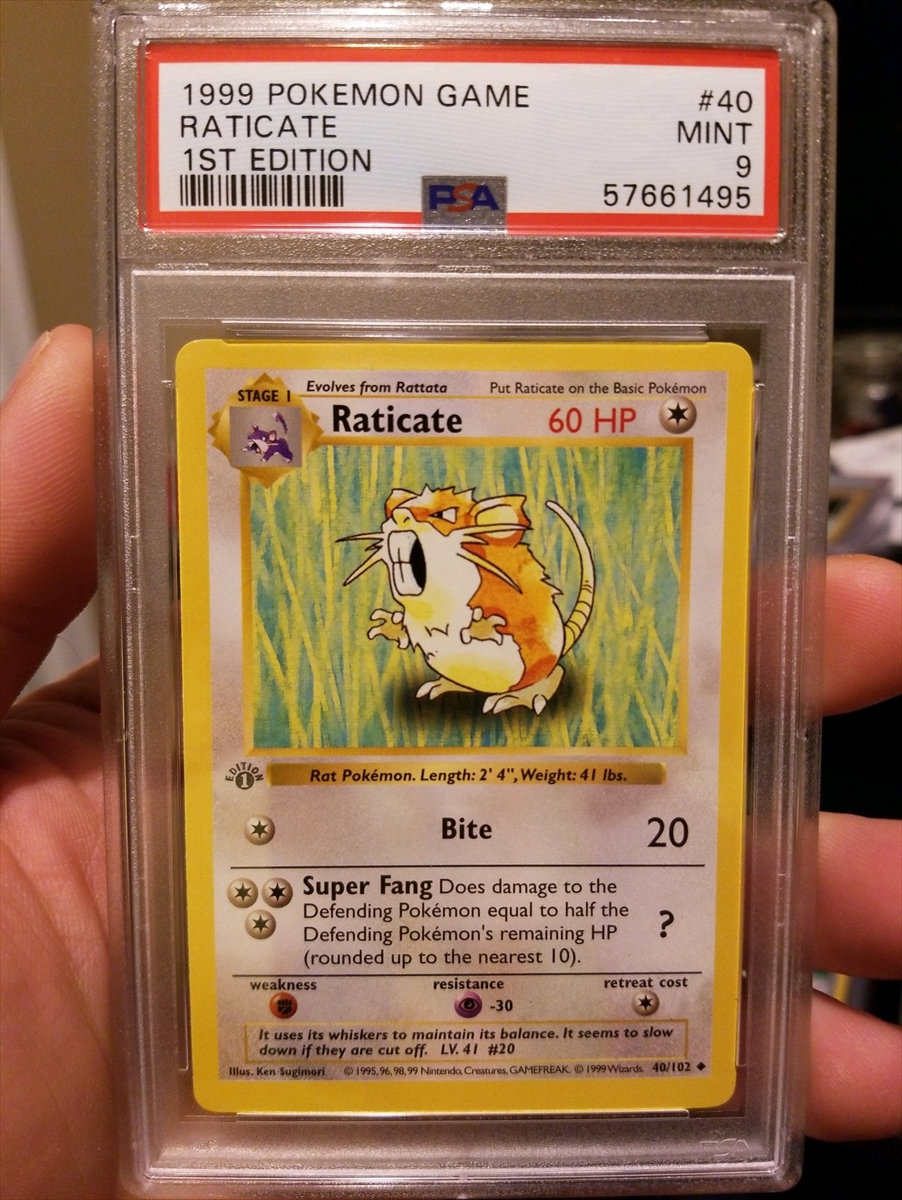 1999 POKEMON GAME #40
RATICATE MINT
1ST EDITION 9
PSA 57661495
STAGE 1 Evolves from Rattata Put Raticate on the Basic Pokémon
Raticate 60 HP
EDITION 1
Rat Pokémon. Length: 2' 4", Weight: 41 lbs.
Bite 20
Super Fang Does damage to the
Defending Pokémon equal to half the
Defending Pokémon's remaining HP ?
(rounded up to the nearest 10).
weakness resistance retreat cost
-30
It uses its whiskers to maintain its balance. It seems to slow
down if they are cut off. LV. 41 #20
Illus. Ken Sugimori © 1995, 96, 98, 99 Nintendo, Creatures, GAMEFREAK. © 1999 Wizards. 40/102